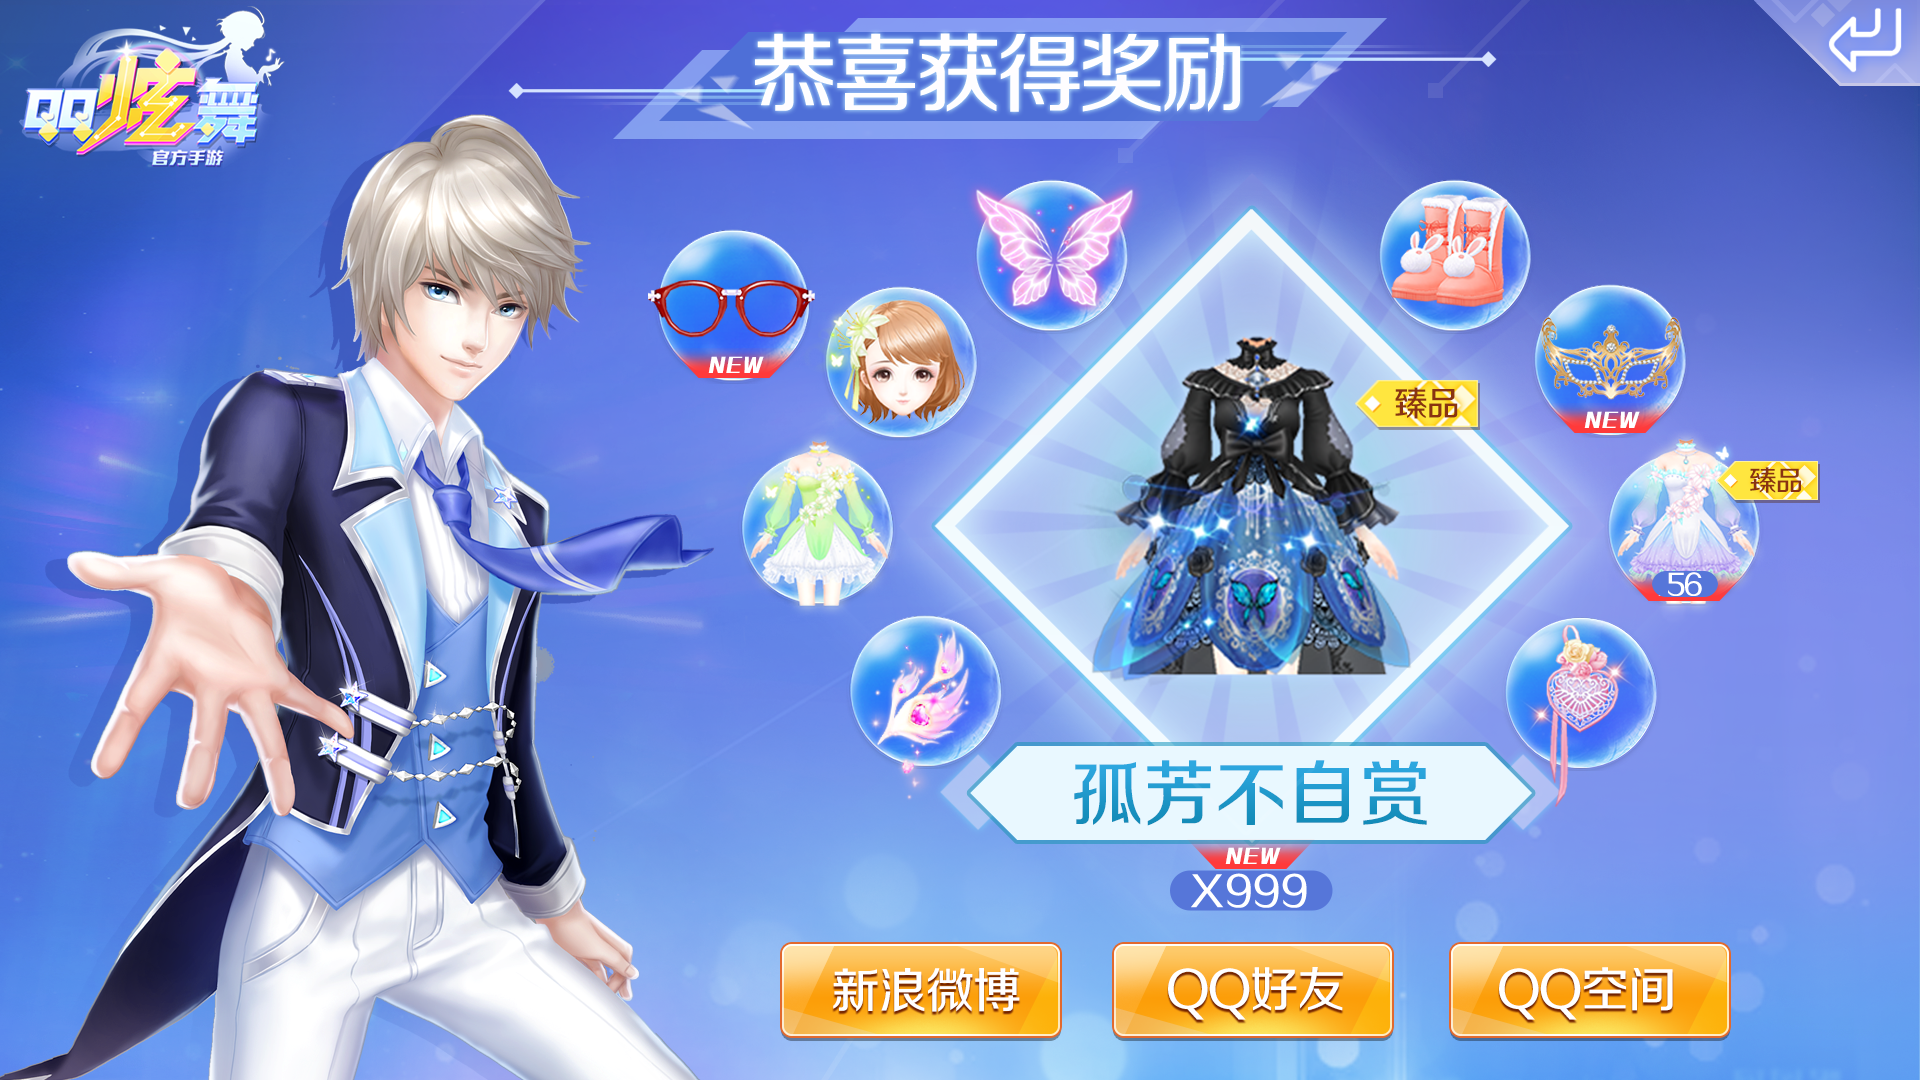 QQ炫舞
官方手游
恭喜获得奖励
NEW
臻品
NEW
臻品
56
孤芳不自赏
NEW
X999
新浪微博
QQ好友
QQ空间